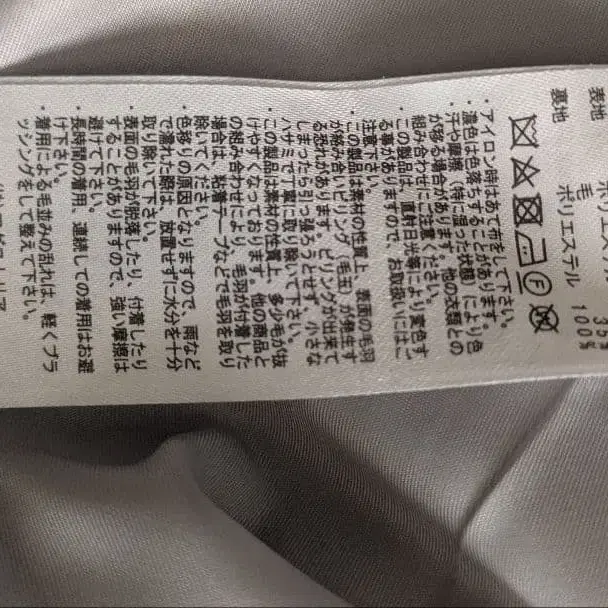 表地
ポリエステル
毛 35%
裏地 ポリエステル 100%
F
・アイロン時はあて布をして下さい。
・濃色は色落ちすることがあります。
・汗や摩擦（特に湿った状態）により色
が移る場合があります。他の衣類との
組み合わせにご注意ください。
・この製品は、直射日光等により変色す
る事がありますので、お取扱いにはご
注意下さい。
・この製品は素材の性質上、表面の毛羽
が絡み合いピリング（毛玉）が発生す
る恐れがあります。ピリングが出来て
しまったら引っ張ろうとせず、小さな
ハサミで丁寧に取り除いて下さい。
・この製品は素材の性質上、多少毛が抜
けやすくなっております。他の商品と
の組み合わせにより、毛羽が付着した
場合は、粘着テープなどで毛羽を取り
除いてください。
・色移りの原因となりますので、雨など
で濡れた際は、放置せずに水分を十分
取り除いて下さい。
・表面の毛羽が脱落したり、付着したり
することがありますので、強い摩擦は
避けて下さい。
・長時間の着用、連続しての着用はお避
け下さい。
・着用による毛並みの乱れは、軽くブラ
ッシングをして整えて下さい。